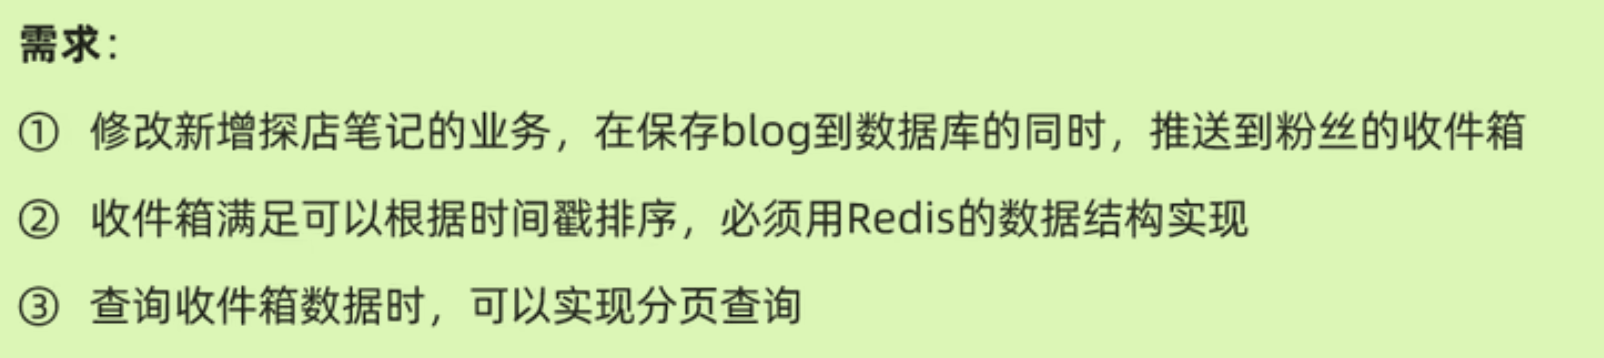 需求：
① 修改新增探店笔记的业务，在保存blog到数据库的同时，推送到粉丝的收件箱
② 收件箱满足可以根据时间戳排序，必须用Redis的数据结构实现
③ 查询收件箱数据时，可以实现分页查询